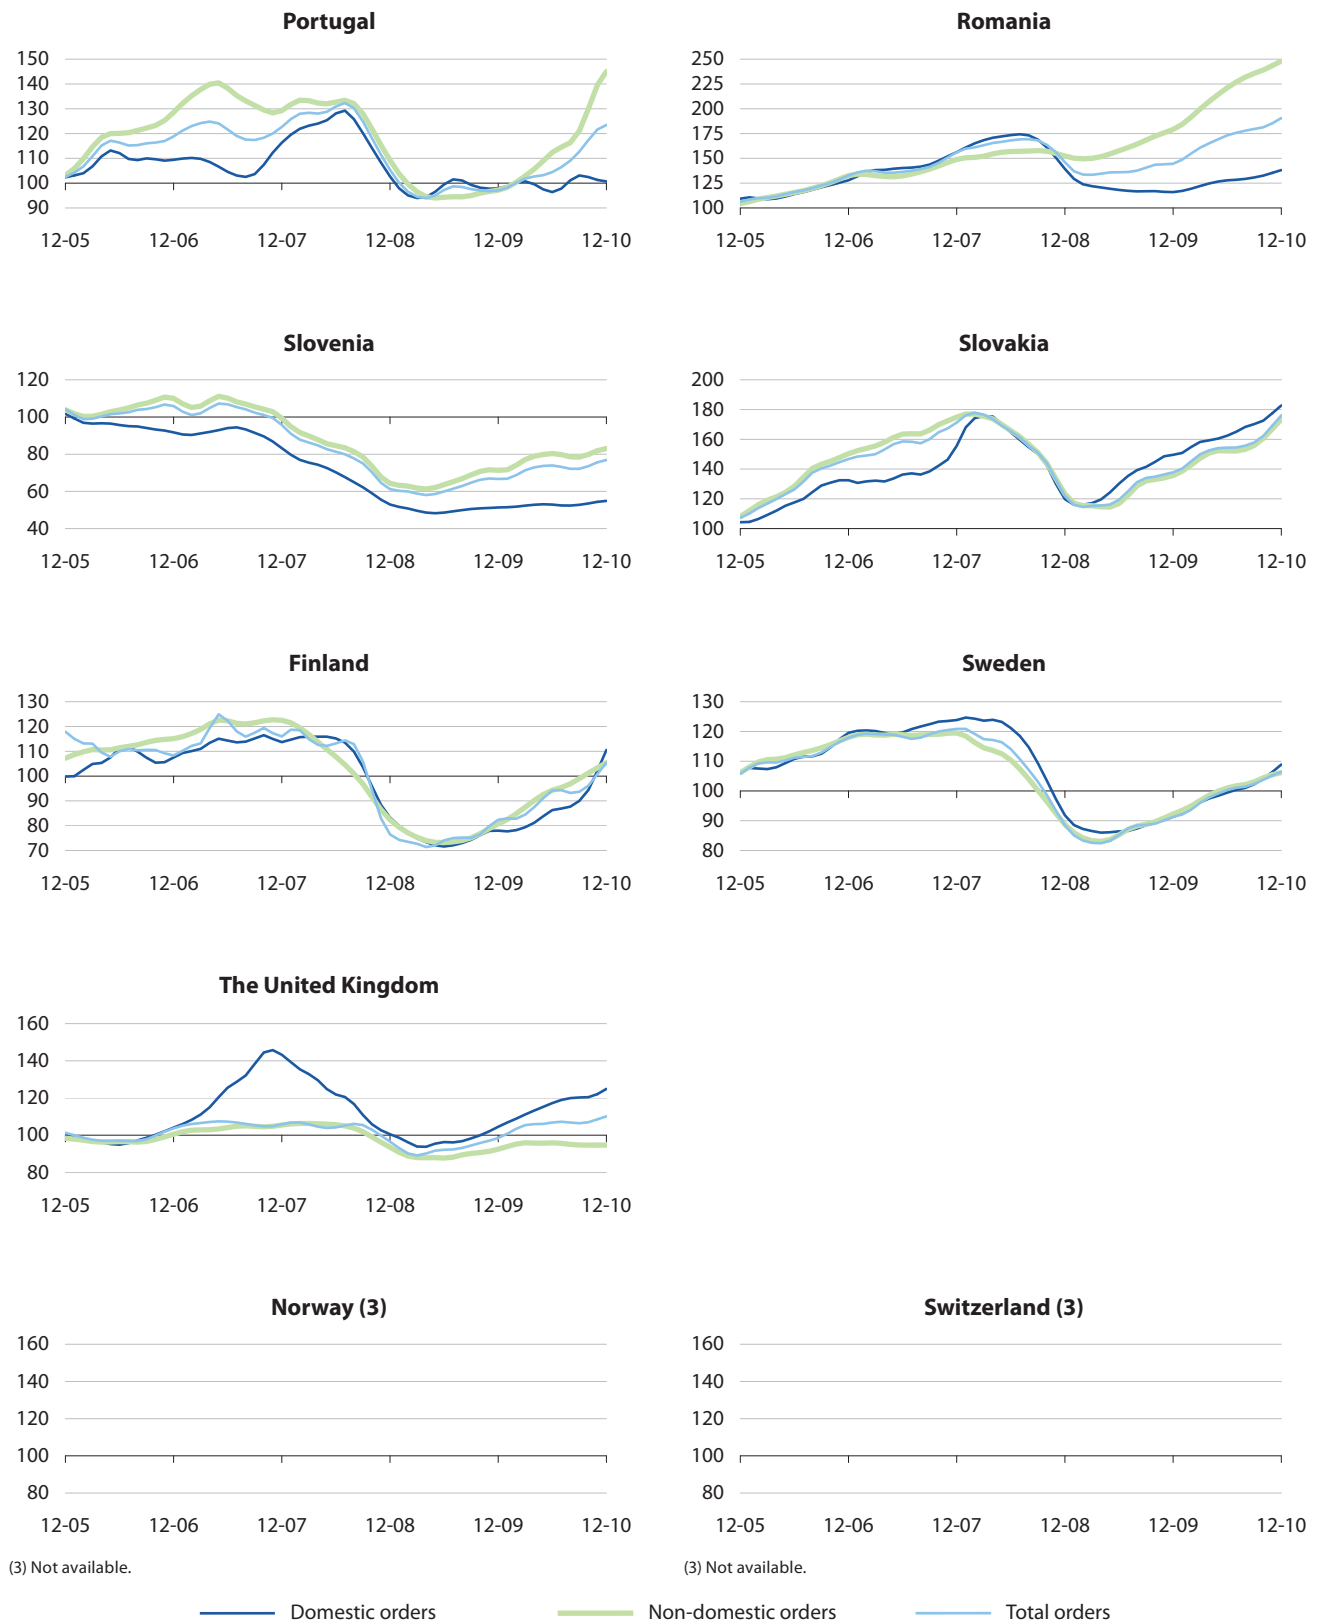 Portugal
150
140
130
120
110
100
90
12-05 12-06 12-07 12-08 12-09 12-10
Romania
250
225
200
175
150
125
100
12-05 12-06 12-07 12-08 12-09 12-10
Slovenia
120
100
80
60
40
12-05 12-06 12-07 12-08 12-09 12-10
Slovakia
200
180
160
140
120
100
12-05 12-06 12-07 12-08 12-09 12-10
Finland
130
120
110
100
90
80
70
12-05 12-06 12-07 12-08 12-09 12-10
Sweden
130
120
110
100
90
80
12-05 12-06 12-07 12-08 12-09 12-10
The United Kingdom
160
140
120
100
80
12-05 12-06 12-07 12-08 12-09 12-10
Norway (3)
160
140
120
100
80
12-05 12-06 12-07 12-08 12-09 12-10
(3) Not available.
Switzerland (3)
160
140
120
100
80
12-05 12-06 12-07 12-08 12-09 12-10
(3) Not available.
Domestic orders Non-domestic orders Total orders